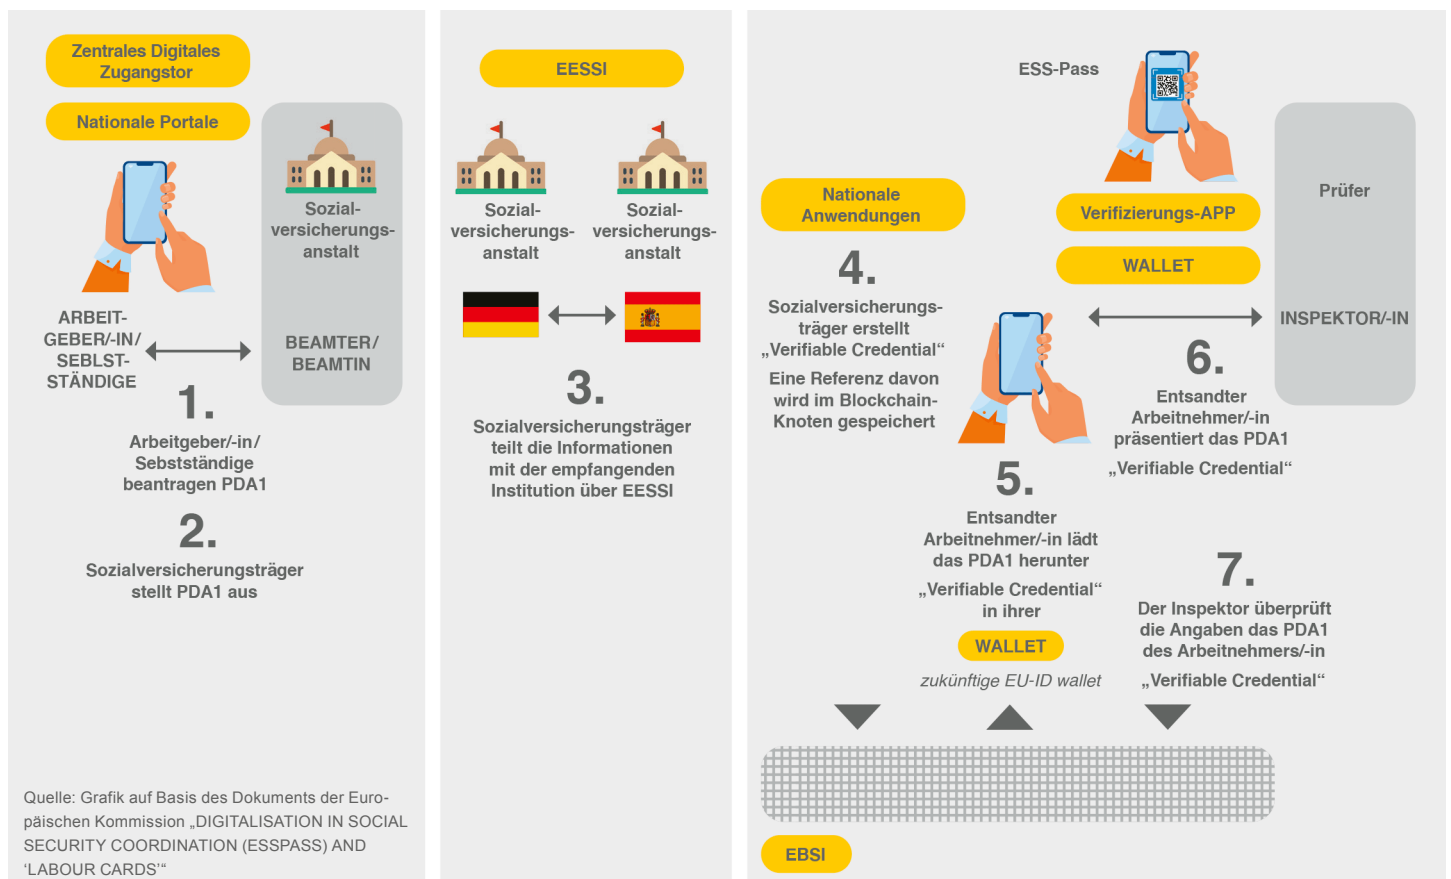 Zentrales Digitales
Zugangstor
Nationale Portale
Sozial-
versicherungs-
anstalt
ARBEIT-
GEBER/-IN/
SEBLST-
STÄNDIGE
BEAMTER/
BEAMTIN
1.
Arbeitgeber/-in/
Sebstständige
beantragen PDA1
2.
Sozialversicherungsträger
stellt PDA1 aus
Quelle: Grafik auf Basis des Dokuments der Euro-
päischen Kommission „DIGITALISATION IN SOCIAL
SECURITY COORDINATION (ESSPASS) AND
‘LABOUR CARDS’“
EESSI
Sozial-
versicherungs-
anstalt
Sozial-
versicherungs-
anstalt
3.
Sozialversicherungsträger
teilt die Informationen
mit der empfangenden
Institution über EESSI
ESS-Pass
Nationale
Anwendungen
4.
Sozialversicherungs-
träger erstellt
„Verifiable Credential“
Eine Referenz davon
wird im Blockchain-
Knoten gespeichert
Verifizierungs-APP
WALLET
Prüfer
INSPEKTOR/-IN
5.
Entsandter
Arbeitnehmer/-in lädt
das PDA1 herunter
„Verifiable Credential“
in ihrer
WALLET
zukünftige EU-ID wallet
6.
Entsandter
Arbeitnehmer/-in
präsentiert das PDA1
„Verifiable Credential“
7.
Der Inspektor überprüft
die Angaben das PDA1
des Arbeitnehmers/-in
„Verifiable Credential“
EBSI